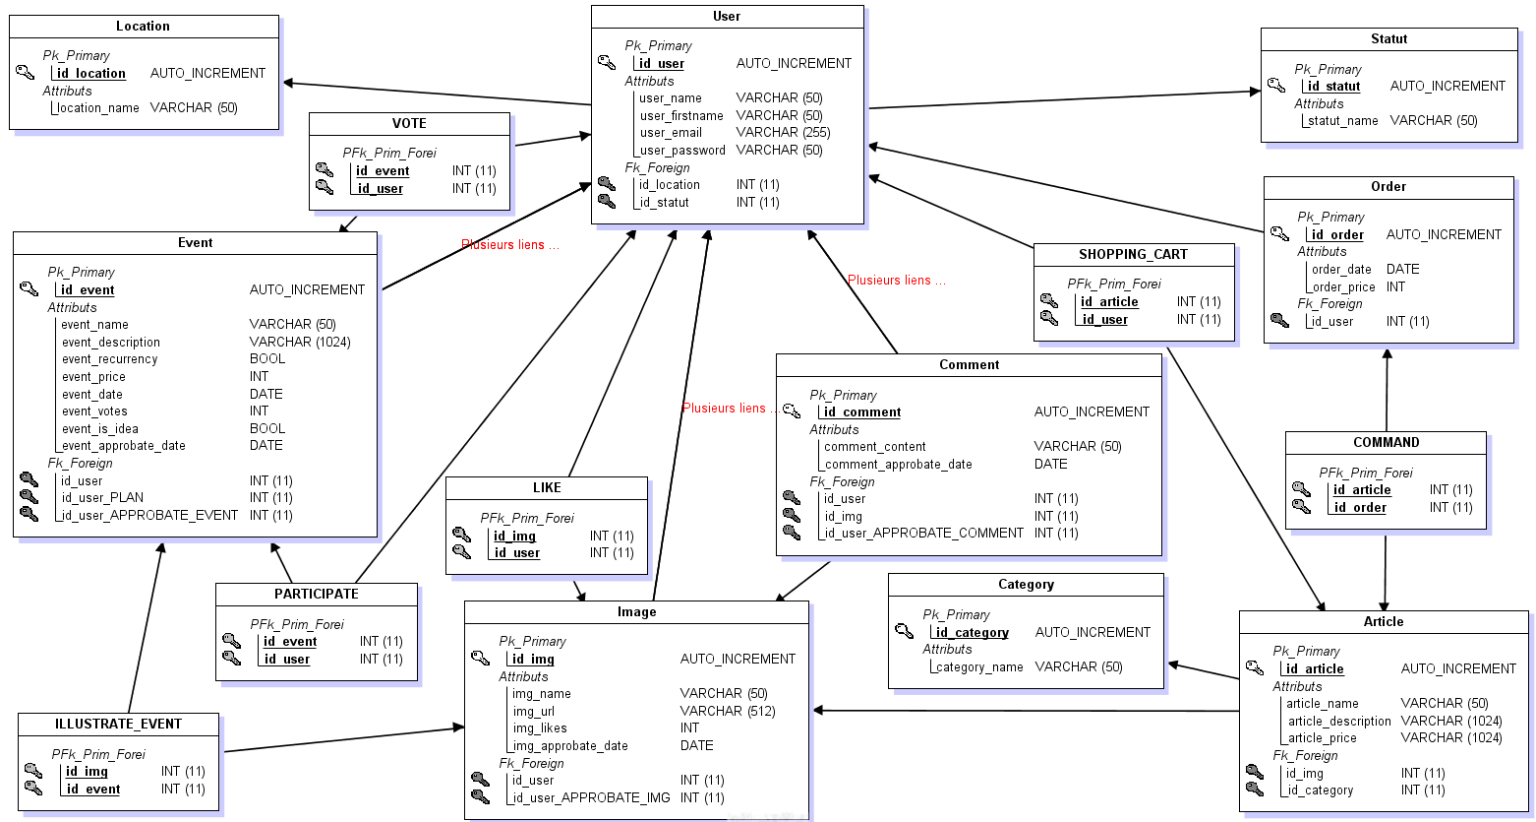 Location
Pk_Primary
id_location AUTO_INCREMENT
Attributs
location_name VARCHAR (50)
User
Pk_Primary
id_user AUTO_INCREMENT
Attributs
user_name VARCHAR (50)
user_firstname VARCHAR (50)
user_email VARCHAR (255)
user_password VARCHAR (50)
Fk_Foreign
id_location INT (11)
id_statut INT (11)
Statut
Pk_Primary
id_statut AUTO_INCREMENT
Attributs
statut_name VARCHAR (50)
VOTE
PFk_Prim_Forei
id_event INT (11)
id_user INT (11)
Order
Pk_Primary
id_order AUTO_INCREMENT
Attributs
order_date DATE
order_price INT
Fk_Foreign
id_user INT (11)
Event
Pk_Primary
id_event AUTO_INCREMENT
Attributs
event_name VARCHAR (50)
event_description VARCHAR (1024)
event_recurrency BOOL
event_price INT
event_date DATE
event_votes INT
event_is_idea BOOL
event_approbate_date DATE
Fk_Foreign
id_user INT (11)
id_user_PLAN INT (11)
id_user_APPROBATE_EVENT INT (11)
Plusieurs liens ...
Plusieurs liens ...
Plusieurs liens ...
SHOPPING_CART
PFk_Prim_Forei
id_article INT (11)
id_user INT (11)
Comment
Pk_Primary
id_comment AUTO_INCREMENT
Attributs
comment_content VARCHAR (50)
comment_approbate_date DATE
Fk_Foreign
id_user INT (11)
id_img INT (11)
id_user_APPROBATE_COMMENT INT (11)
COMMAND
PFk_Prim_Forei
id_article INT (11)
id_order INT (11)
LIKE
PFk_Prim_Forei
id_img INT (11)
id_user INT (11)
PARTICIPATE
PFk_Prim_Forei
id_event INT (11)
id_user INT (11)
Image
Pk_Primary
id_img AUTO_INCREMENT
Attributs
img_name VARCHAR (50)
img_url VARCHAR (512)
img_likes INT
img_approbate_date DATE
Fk_Foreign
id_user INT (11)
id_user_APPROBATE_IMG INT (11)
Category
Pk_Primary
id_category AUTO_INCREMENT
Attributs
category_name VARCHAR (50)
Article
Pk_Primary
id_article AUTO_INCREMENT
Attributs
article_name VARCHAR (50)
article_description VARCHAR (1024)
article_price VARCHAR (1024)
Fk_Foreign
id_img INT (11)
id_category INT (11)
ILLUSTRATE_EVENT
PFk_Prim_Forei
id_img INT (11)
id_event INT (11)